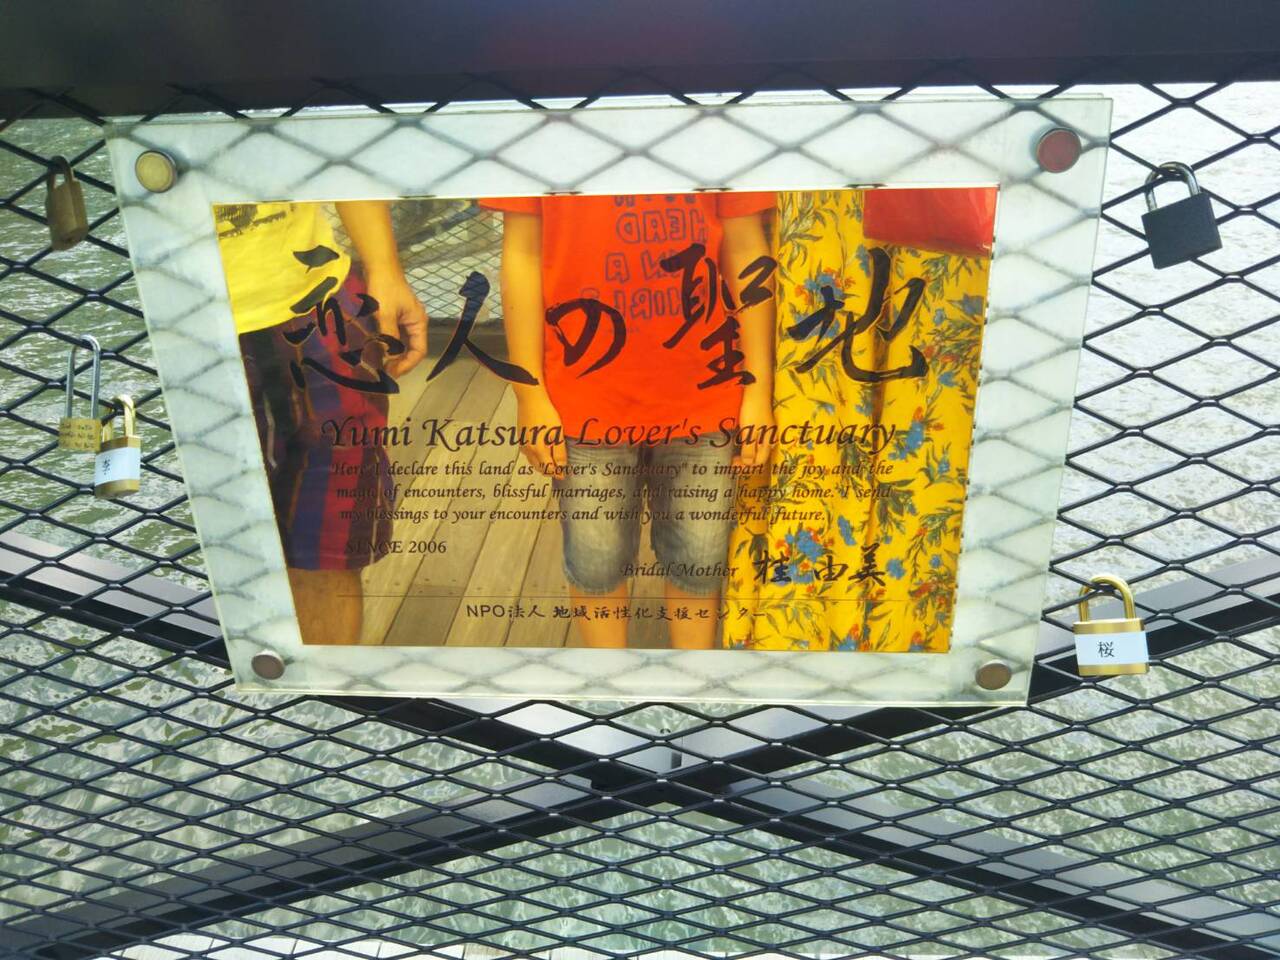 恋人の聖地
Yumi Katsura Lover's Sanctuary
Here I declare this land as "Lover's Sanctuary" to impart the joy and the
magic of encounters, blissful marriages, and raising a happy home. I send
my blessings to your encounters and wish you a wonderful future.
SINCE 2006
Bridal Mother 桂 由美
NPO法人 地域活性化支援センター
桜